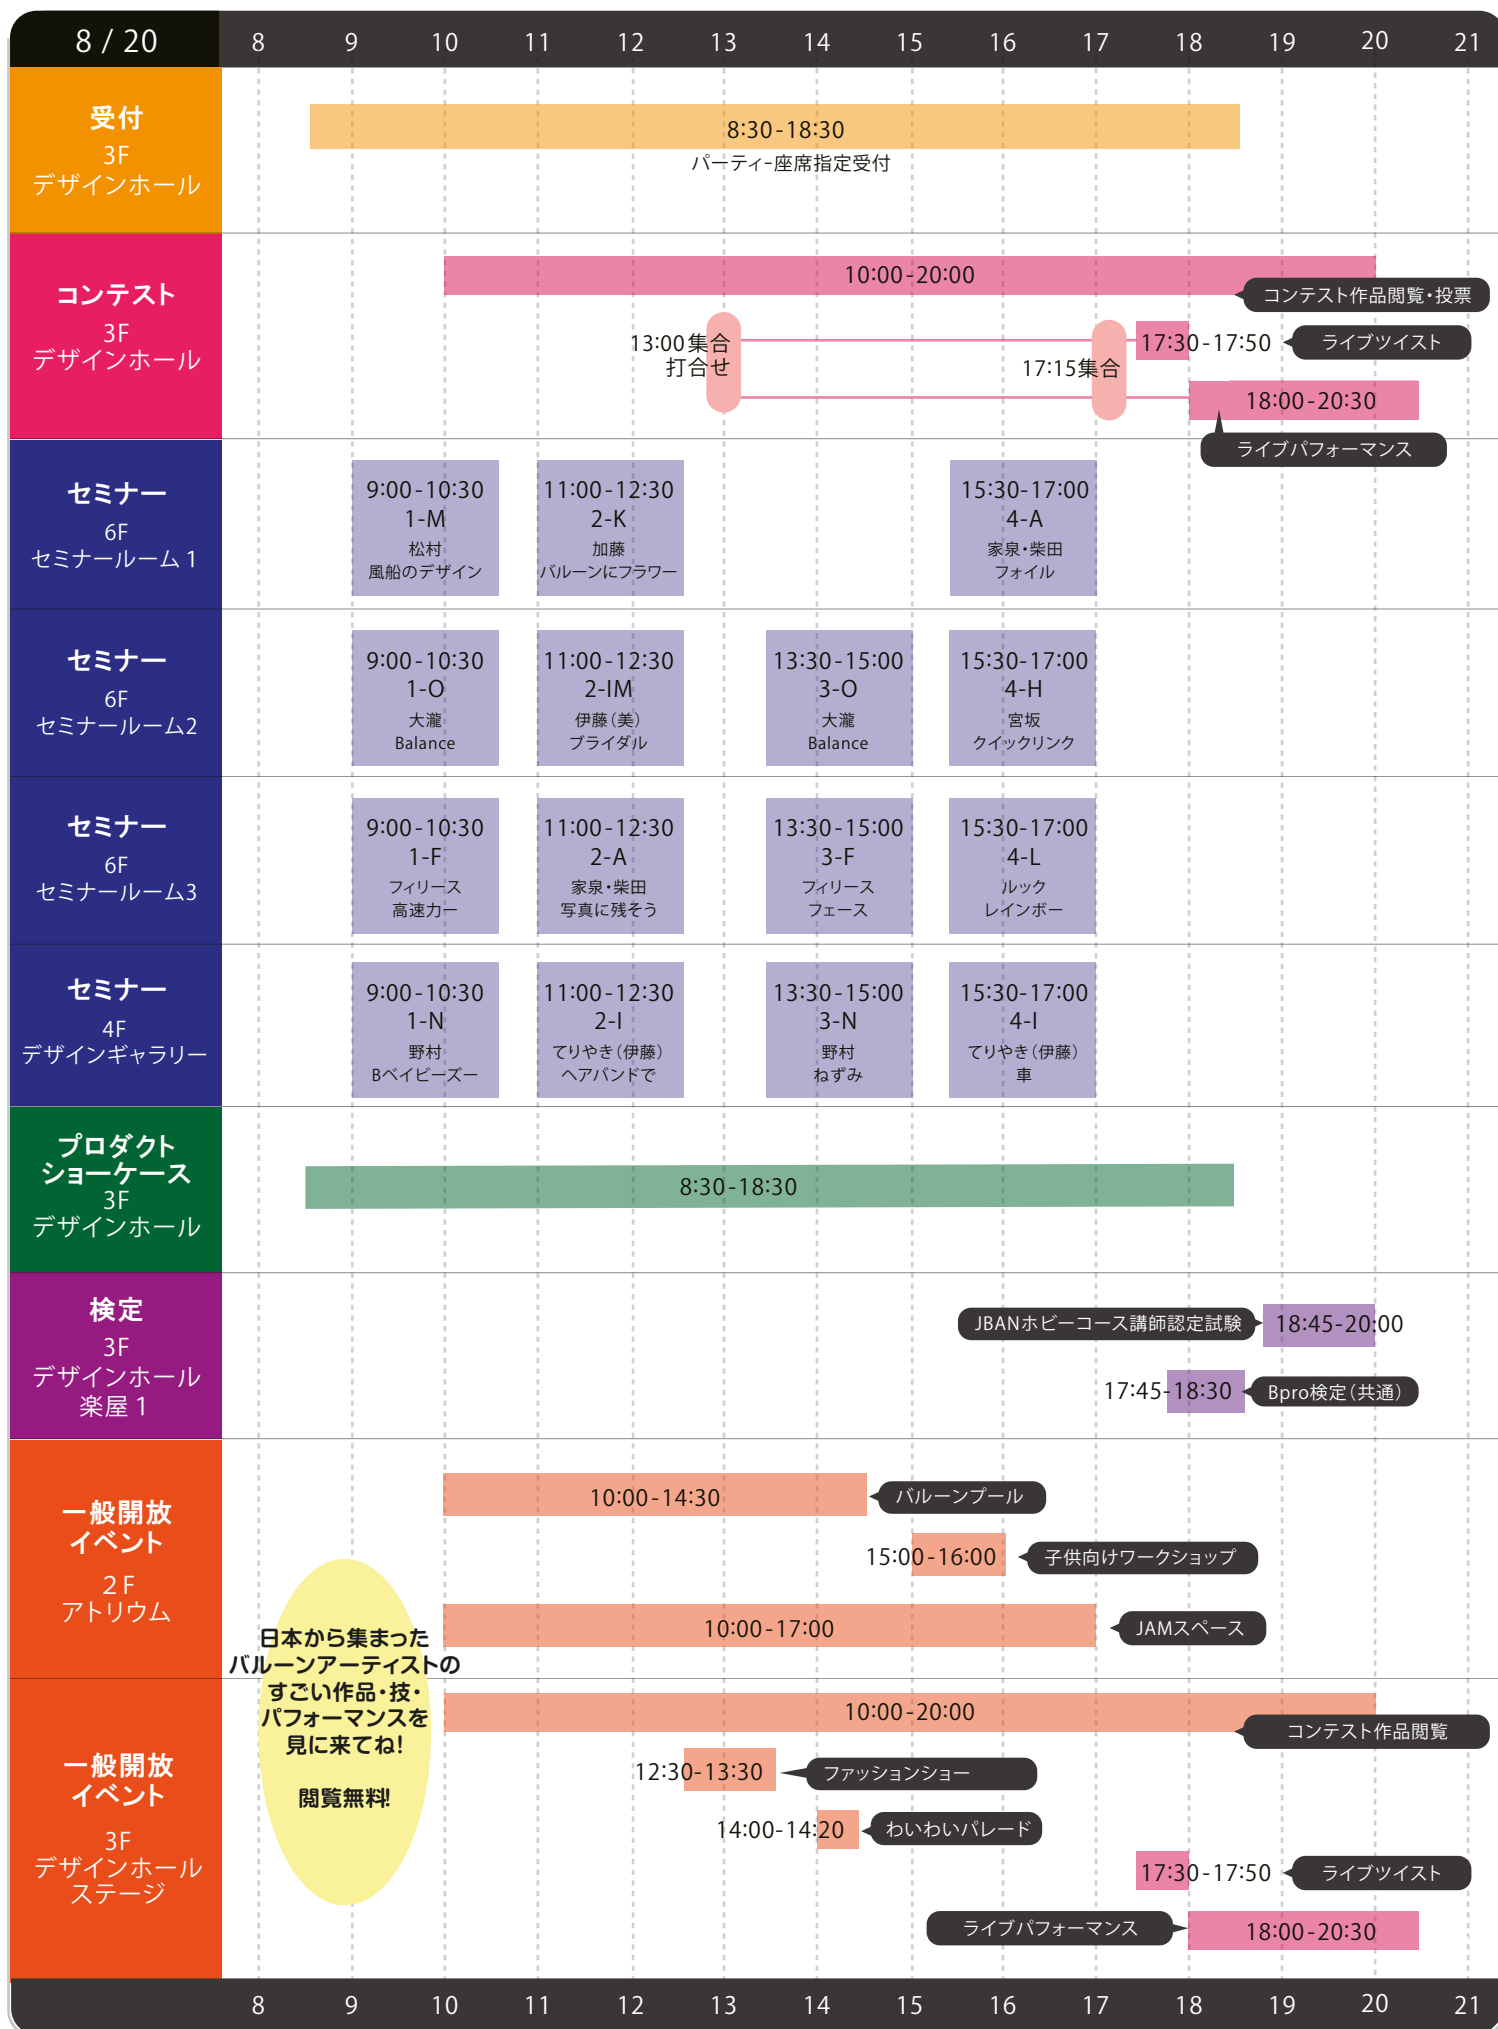 8 / 20
8 9 10 11 12 13 14 15 16 17 18 19 20 21
受付
3F
デザインホール
8:30-18:30
パーティ-座席指定受付
コンテスト
3F
デザインホール
10:00-20:00
コンテスト作品閲覧・投票
13:00集合
打合せ
17:15集合
17:30-17:50
ライブツイスト
18:00-20:30
ライブパフォーマンス
セミナー
6F
セミナールーム 1
9:00-10:30
1-M
松村
風船のデザイン
11:00-12:30
2-K
加藤
バルーンにフラワー
15:30-17:00
4-A
家泉・柴田
フォイル
セミナー
6F
セミナールーム2
9:00-10:30
1-O
大瀧
Balance
11:00-12:30
2-IM
伊藤(美)
ブライダル
13:30-15:00
3-O
大瀧
Balance
15:30-17:00
4-H
宮坂
クイックリンク
セミナー
6F
セミナールーム3
9:00-10:30
1-F
フィリース
高速力ー
11:00-12:30
2-A
家泉・柴田
写真に残そう
13:30-15:00
3-F
フィリース
フェース
15:30-17:00
4-L
ルック
レインボー
セミナー
4F
デザインギャラリー
9:00-10:30
1-N
野村
Bベイビーズー
11:00-12:30
2-I
てりやき(伊藤)
ヘアバンドで
13:30-15:00
3-N
野村
ねずみ
15:30-17:00
4-I
てりやき(伊藤)
車
プロダクト
ショーケース
3F
デザインホール
8:30-18:30
検定
3F
デザインホール
楽屋 1
JBANホビーコース講師認定試験
18:45-20:00
17:45-18:30
Bpro検定(共通)
一般開放
イベント
2 F
アトリウム
10:00-14:30
バルーンプール
15:00-16:00
子供向けワークショップ
10:00-17:00
JAMスペース
日本から集まった
バルーンアーティストの
すごい作品・技・
パフォーマンスを
見に来てね!
閲覧無料!
一般開放
イベント
3F
デザインホール
ステージ
10:00-20:00
コンテスト作品閲覧
12:30-13:30
ファッションショー
14:00-14:20
わいわいパレード
17:30-17:50
ライブツイスト
ライブパフォーマンス
18:00-20:30
8 9 10 11 12 13 14 15 16 17 18 19 20 21